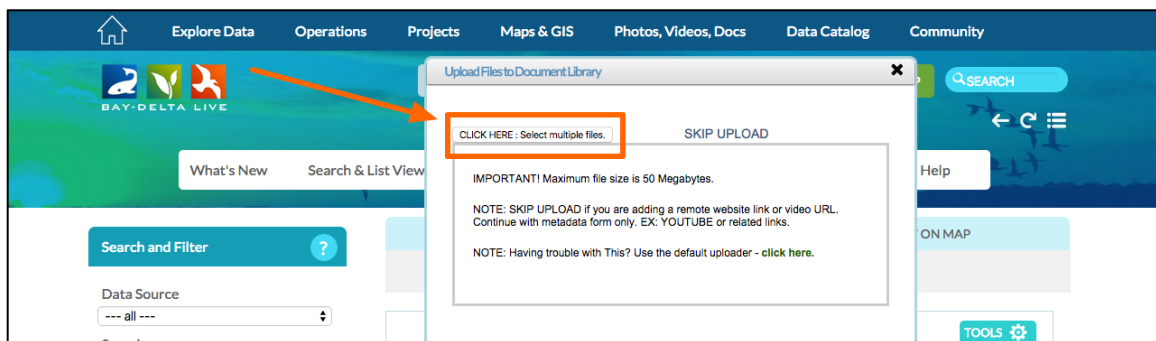 Explore Data Operations Projects Maps & GIS Photos, Videos, Docs Data Catalog Community
Upload Files to Document Library
SEARCH
BAY-DELTA LIVE
CLICK HERE : Select multiple files. SKIP UPLOAD
What's New Search & List View Help
IMPORTANT! Maximum file size is 50 Megabytes.
NOTE: SKIP UPLOAD if you are adding a remote website link or video URL.
Continue with metadata form only. EX: YOUTUBE or related links.
Search and Filter ? ON MAP
NOTE: Having trouble with This? Use the default uploader - click here.
Data Source
--- all ---
TOOLS